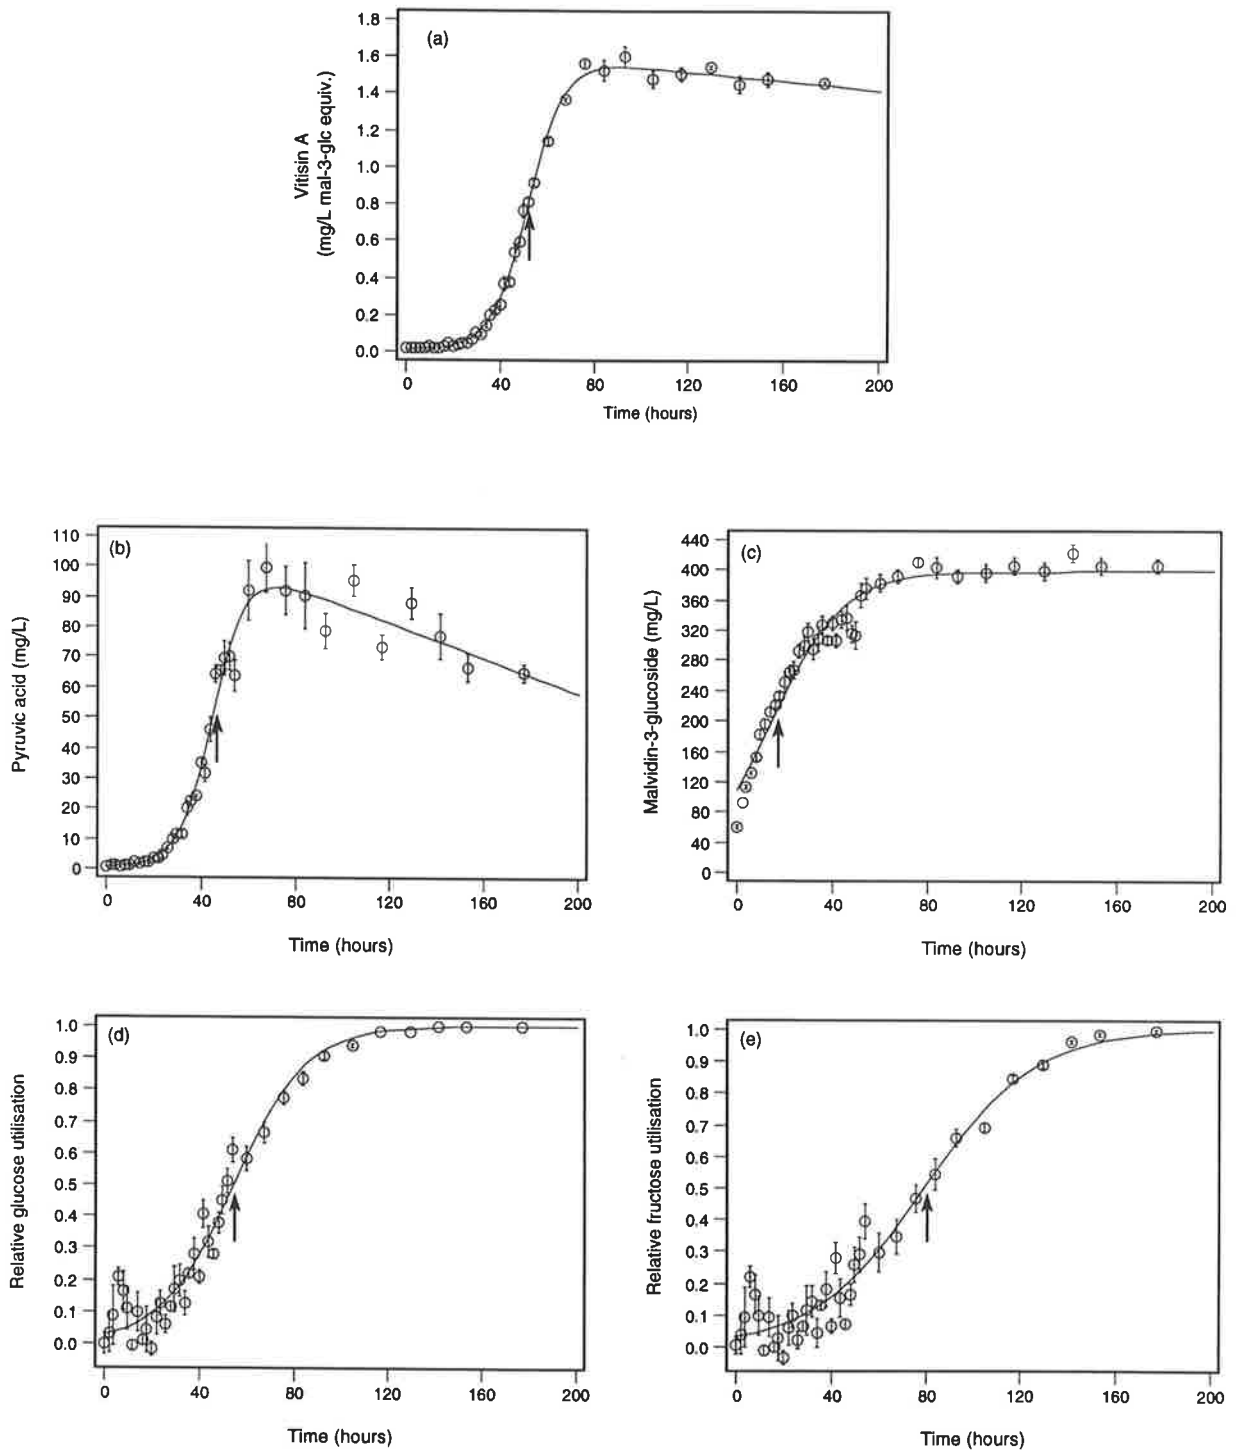 (a)
Vitisin A
(mg/L mal-3-glc equiv.)
1.8
1.6
1.4
1.2
1.0
0.8
0.6
0.4
0.2
0.0
0 40 80 120 160 200
Time (hours)
(b)
Pyruvic acid (mg/L)
110
100
90
80
70
60
50
40
30
20
10
0
0 40 80 120 160 200
Time (hours)
(c)
Malvidin-3-glucoside (mg/L)
440
400
360
320
280
240
200
160
120
80
40
0
0 40 80 120 160 200
Time (hours)
(d)
Relative glucose utilisation
1.0
0.9
0.8
0.7
0.6
0.5
0.4
0.3
0.2
0.1
0.0
0 40 80 120 160 200
Time (hours)
(e)
Relative fructose utilisation
1.0
0.9
0.8
0.7
0.6
0.5
0.4
0.3
0.2
0.1
0.0
0 40 80 120 160 200
Time (hours)